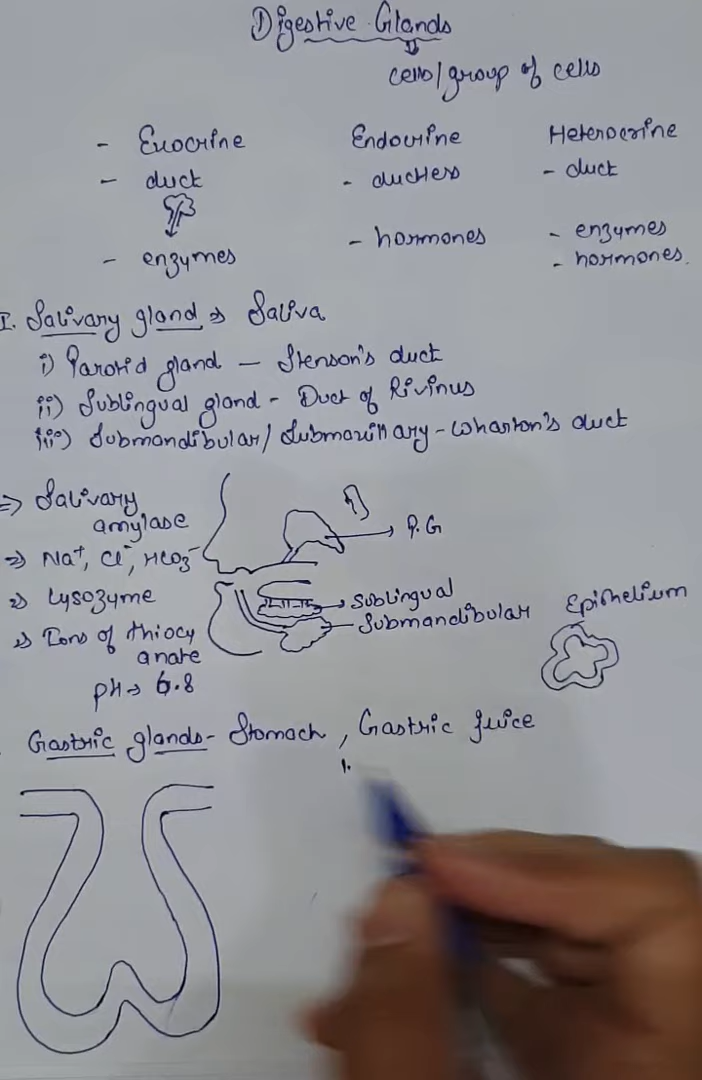 Digestive Glands
cells/group of cells
- Exocrine Endocrine Heterocrine
- duct - ductless - duct
- enzymes - hormones - enzymes
- hormones.
I. Salivary gland → Saliva
i) Parotid gland - Stenson's duct
ii) Sublingual gland - Duct of Rivinus
iii) Submandibular/Submaxillary - Wharton's duct
⇒ Salivary amylase
⇒ Na⁺, Cl⁻, HCO₃⁻
⇒ Lysozyme
⇒ Ions of thiocyanate
pH → 6.8
P.G
Sublingual
Submandibular
Epithelium
Gastric glands - Stomach, Gastric juice
1.